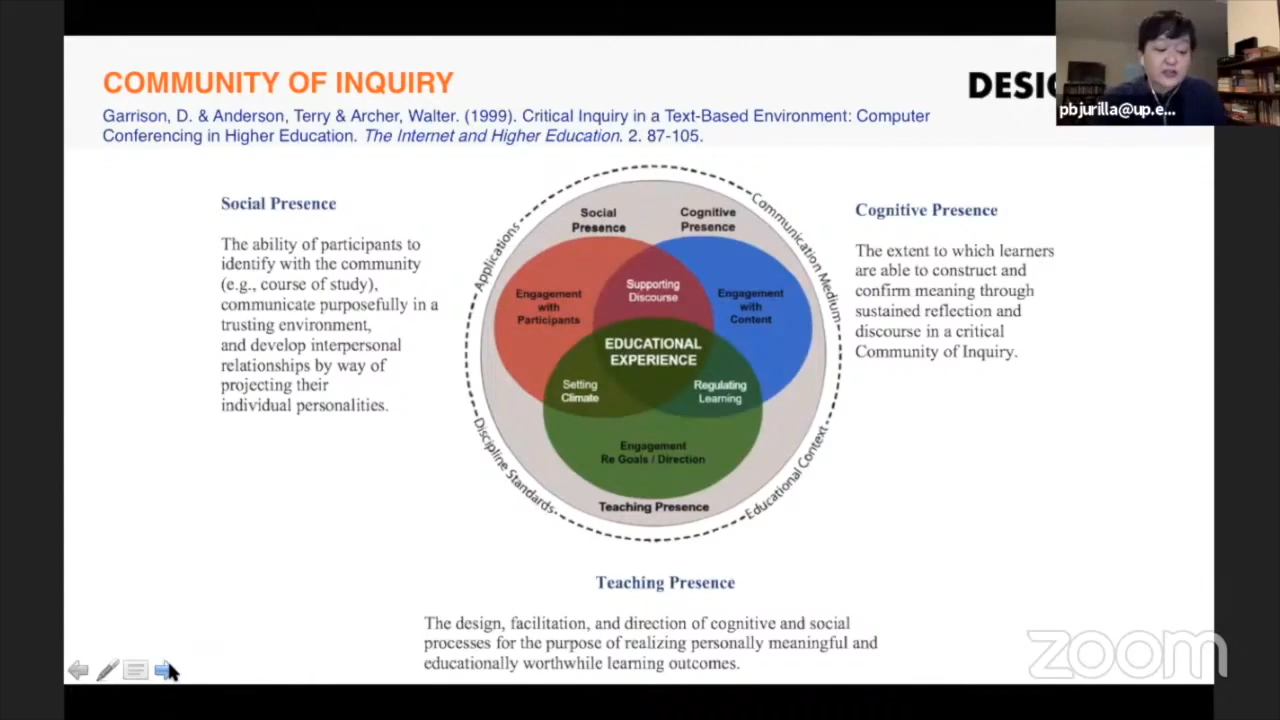 COMMUNITY OF INQUIRY
Garrison, D. & Anderson, Terry & Archer, Walter. (1999). Critical Inquiry in a Text-Based Environment: Computer
Conferencing in Higher Education. The Internet and Higher Education. 2. 87-105.
DESIG
pbjurilla@up.e...
Social Presence
The ability of participants to
identify with the community
(e.g., course of study),
communicate purposefully in a
trusting environment,
and develop interpersonal
relationships by way of
projecting their
individual personalities.
Applications
Communication Medium
Discipline Standards
Educational Context
Social
Presence
Cognitive
Presence
Engagement
with
Participants
Supporting
Discourse
Engagement
with
Content
EDUCATIONAL
EXPERIENCE
Setting
Climate
Regulating
Learning
Engagement
Re Goals / Direction
Teaching Presence
Cognitive Presence
The extent to which learners
are able to construct and
confirm meaning through
sustained reflection and
discourse in a critical
Community of Inquiry.
Teaching Presence
The design, facilitation, and direction of cognitive and social
processes for the purpose of realizing personally meaningful and
educationally worthwhile learning outcomes.
zoom